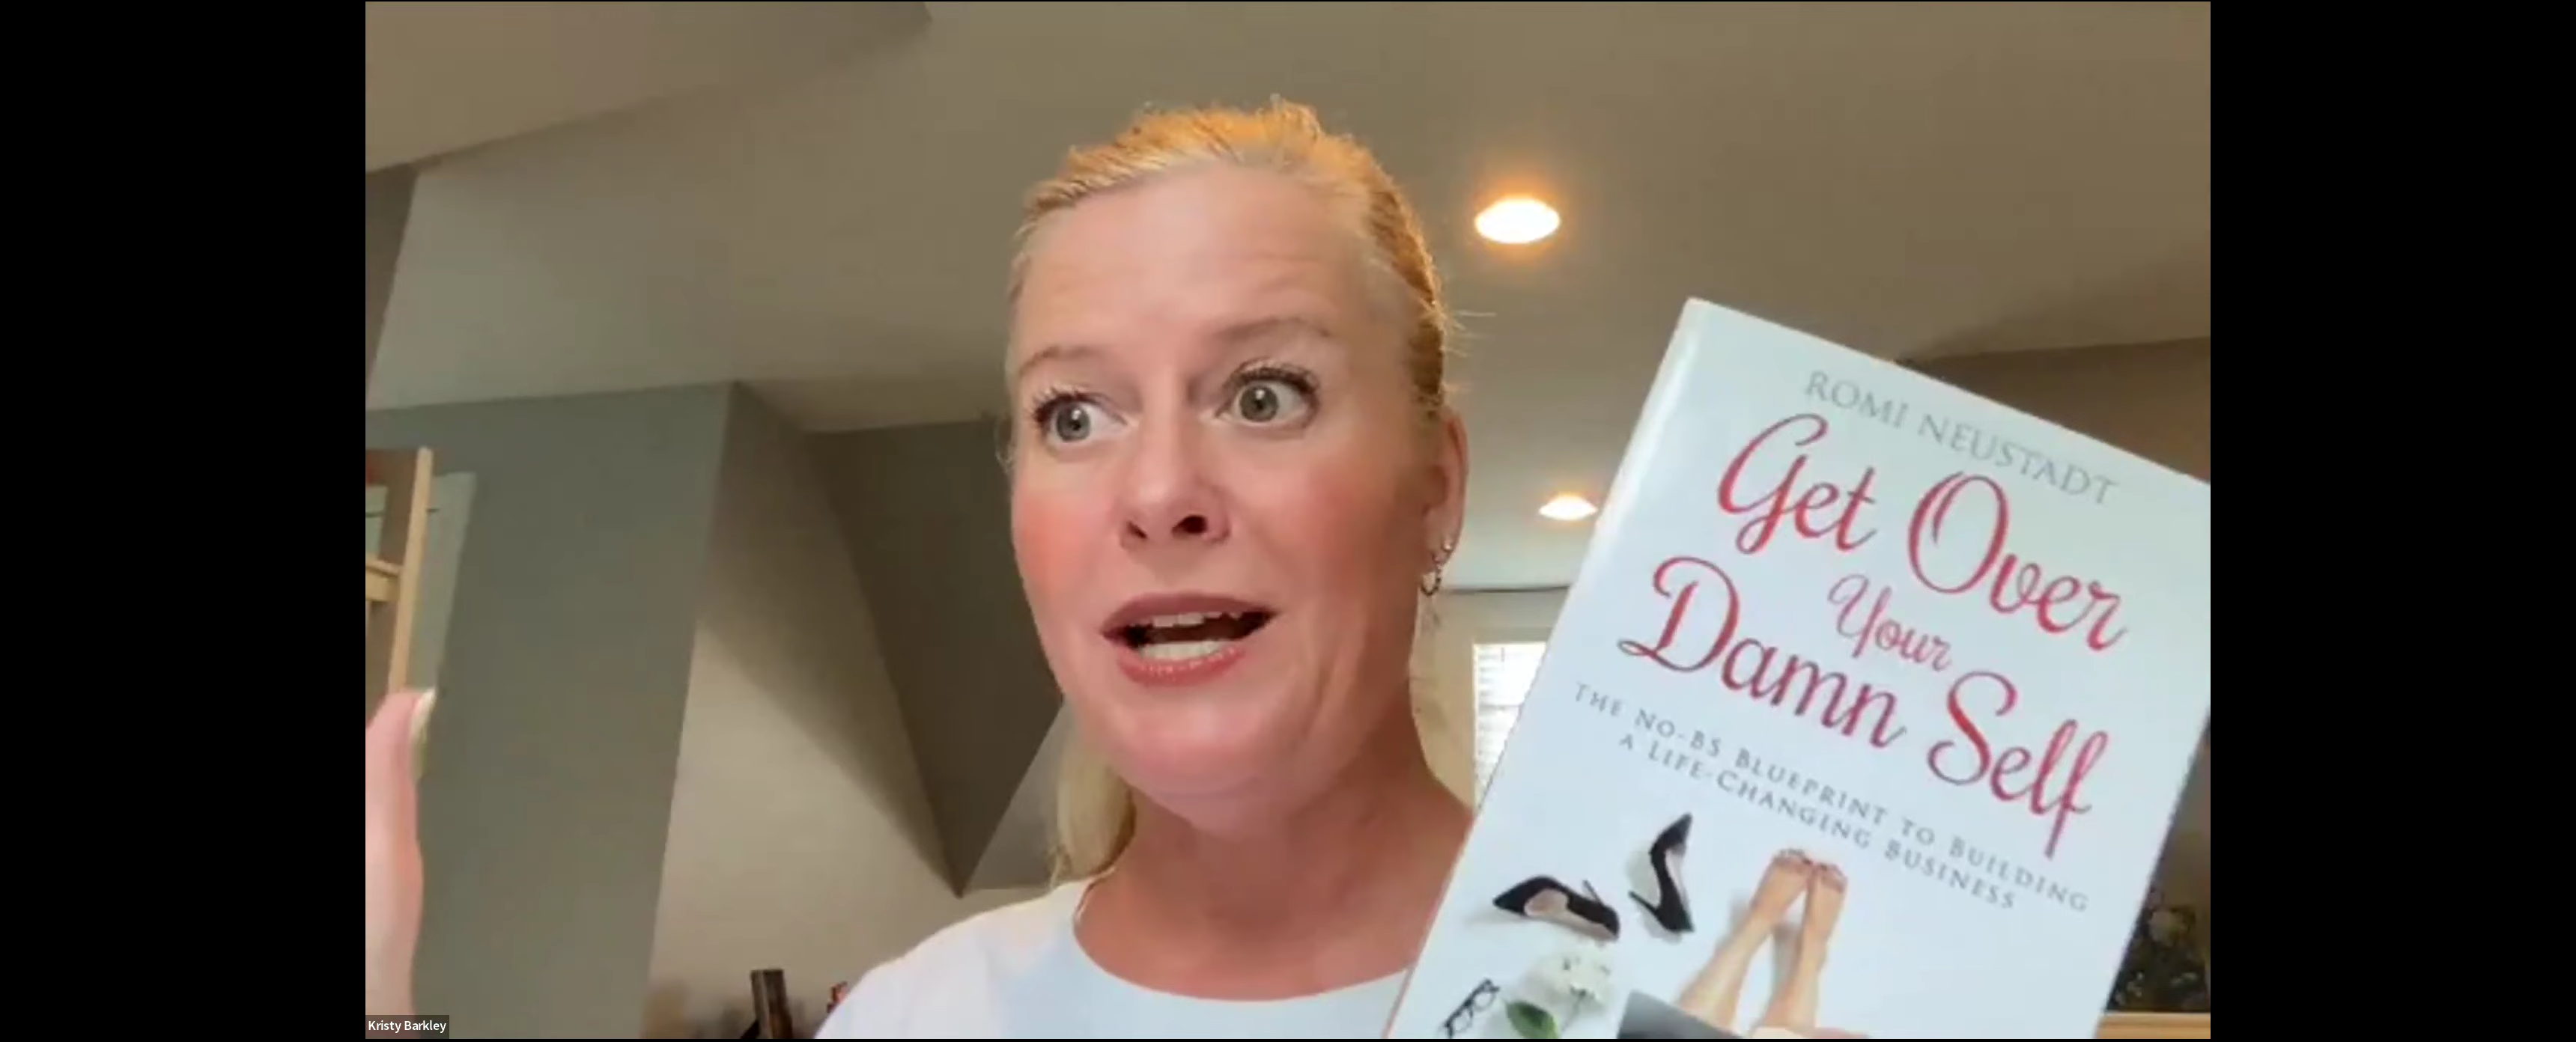 ROMI NEUSTADT
Get Over
Your
Damn Self
THE NO-BS BLUEPRINT TO BUILDING
A LIFE-CHANGING BUSINESS
Kristy Barkley